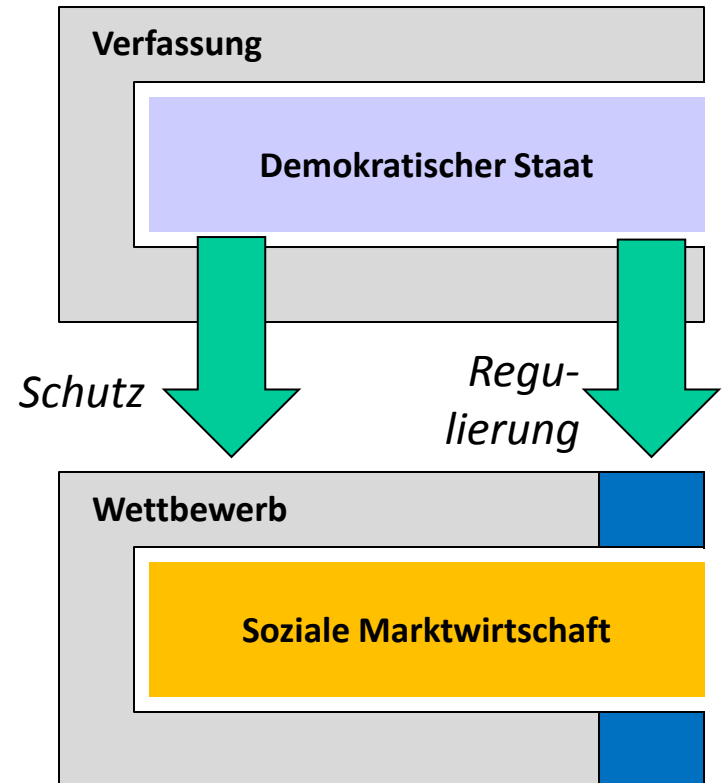 Verfassung
Demokratischer Staat
Schutz
Regu-
lierung
Wettbewerb
Soziale Marktwirtschaft